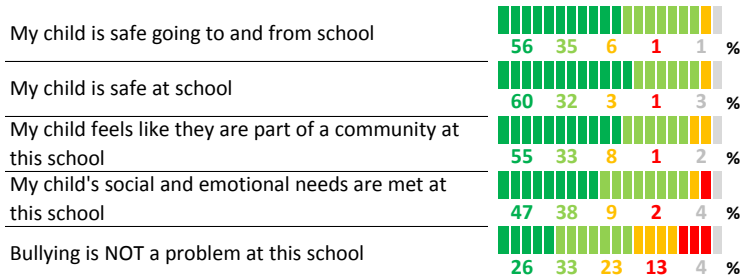 My child is safe going to and from school
56 35 6 1 1 %
My child is safe at school
60 32 3 1 3 %
My child feels like they are part of a community at
this school
55 33 8 1 2 %
My child's social and emotional needs are met at
this school
47 38 9 2 4 %
Bullying is NOT a problem at this school
26 33 23 13 4 %